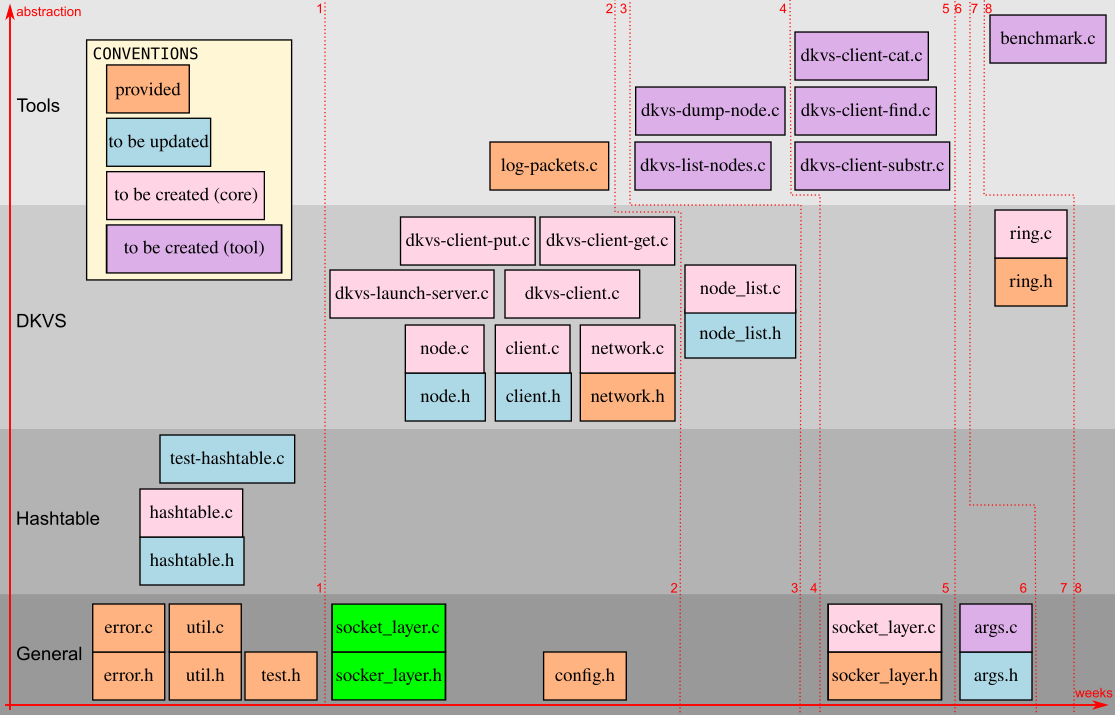 abstraction
1
2
3
4
5
6
7
8
Tools
CONVENTIONS
provided
to be updated
to be created (core)
to be created (tool)
benchmark.c
dkvs-client-cat.c
dkvs-dump-node.c
dkvs-client-find.c
log-packets.c
dkvs-list-nodes.c
dkvs-client-substr.c
DKVS
dkvs-client-put.c
dkvs-client-get.c
ring.c
ring.h
dkvs-launch-server.c
dkvs-client.c
node_list.c
node_list.h
node.c
client.c
network.c
node.h
client.h
network.h
Hashtable
test-hashtable.c
hashtable.c
hashtable.h
1
2
3
4
5
6
7
8
General
error.c
util.c
socket_layer.c
socket_layer.c
args.c
error.h
util.h
test.h
socker_layer.h
config.h
socker_layer.h
args.h
weeks